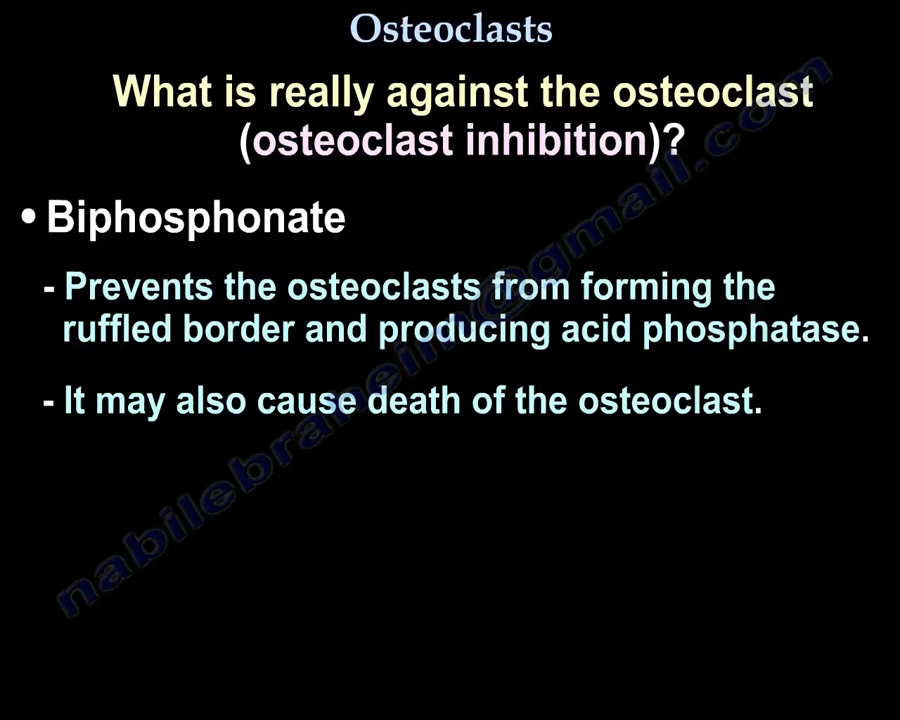 Osteoclasts
What is really against the osteoclast
(osteoclast inhibition)?
• Biphosphonate
- Prevents the osteoclasts from forming the
ruffled border and producing acid phosphatase.
- It may also cause death of the osteoclast.
nabilebraheim@gmail.com